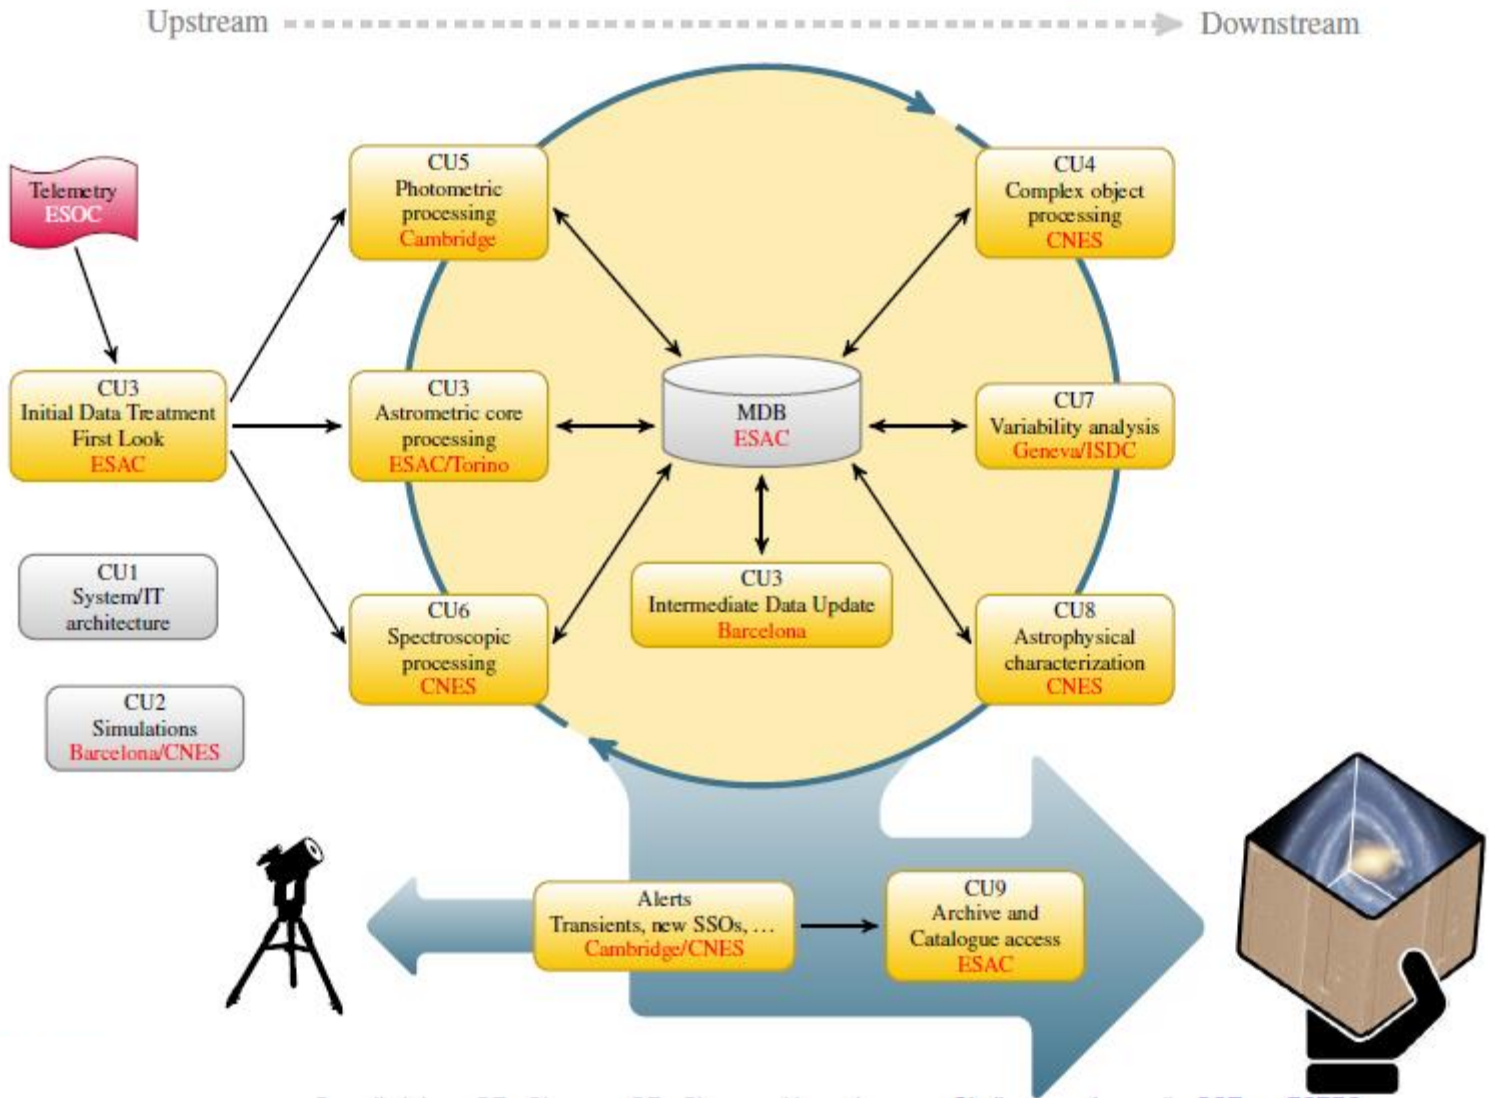 Upstream
Downstream
Telemetry
ESOC
CU5
Photometric
processing
Cambridge
CU4
Complex object
processing
CNES
CU3
Initial Data Treatment
First Look
ESAC
CU3
Astrometric core
processing
ESAC/Torino
MDB
ESAC
CU7
Variability analysis
Geneva/ISDC
CU1
System/IT
architecture
CU3
Intermediate Data Update
Barcelona
CU6
Spectroscopic
processing
CNES
CU8
Astrophysical
characterization
CNES
CU2
Simulations
Barcelona/CNES
Alerts
Transients, new SSOs, …
Cambridge/CNES
CU9
Archive and
Catalogue access
ESAC